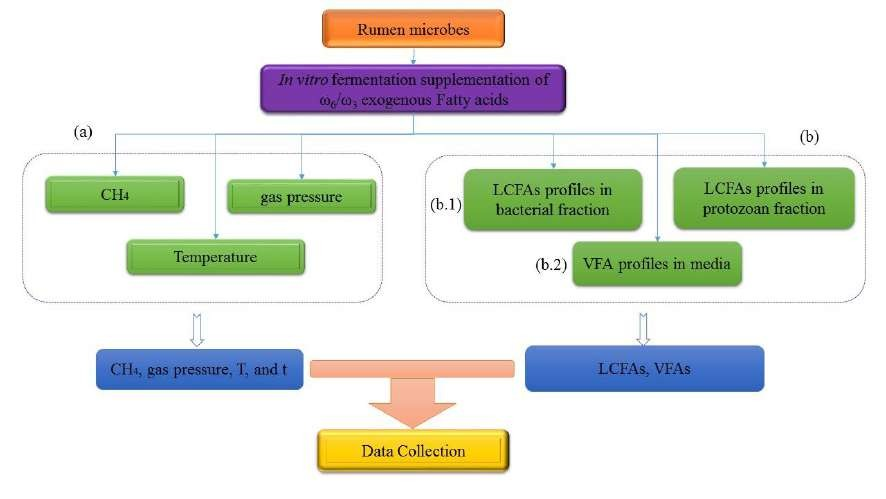 Rumen microbes
In vitro fermentation supplementation of
ω₆/ω₃ exogenous Fatty acids
(a)
(b)
CH₄
gas pressure
Temperature
(b.1)
LCFAs profiles in
bacterial fraction
LCFAs profiles in
protozoan fraction
(b.2)
VFA profiles in media
CH₄, gas pressure, T, and t
LCFAs, VFAs
Data Collection